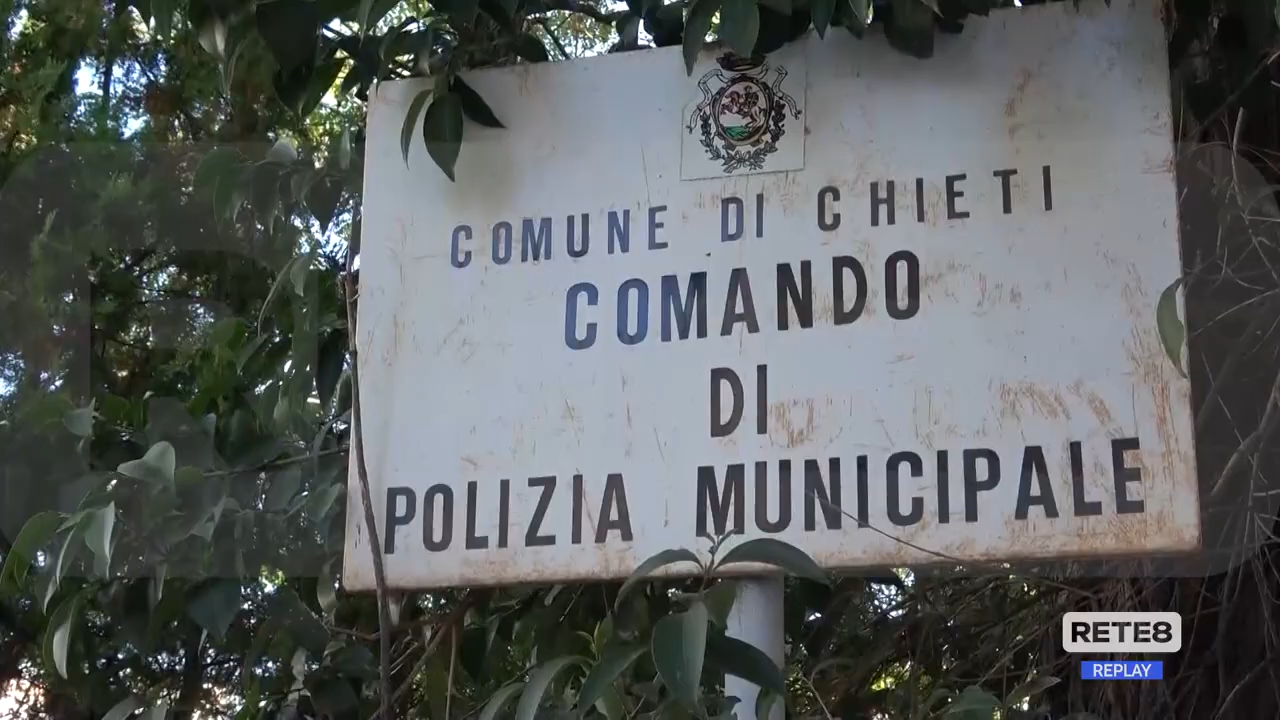 COMUNE DI CHIETI
COMANDO
DI
POLIZIA MUNICIPALE
RETE8
REPLAY